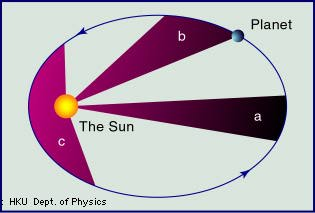 Planet
b
a
The Sun
c
: HKU Dept. of Physics